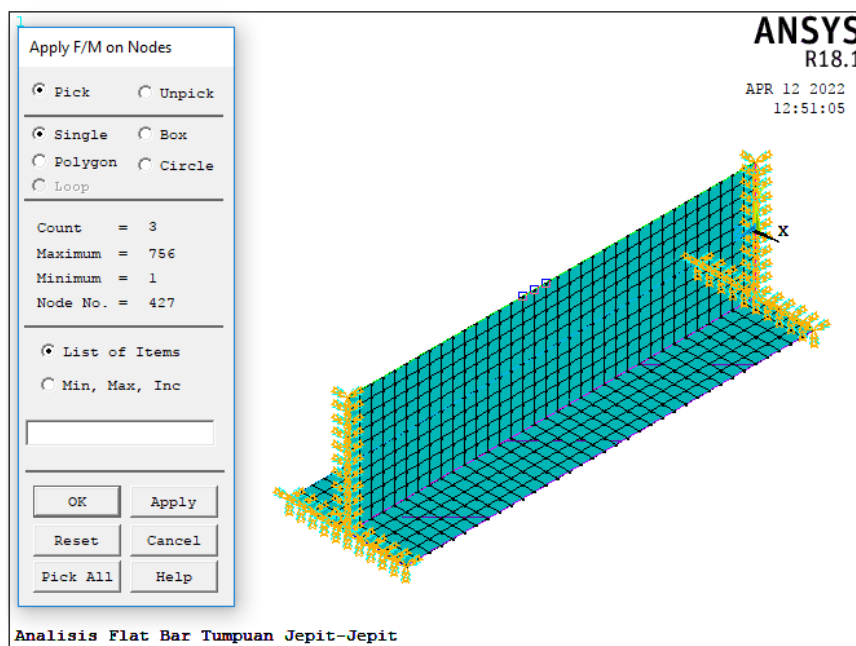 1
ANSYS
R18.1
APR 12 2022
12:51:05
Apply F/M on Nodes
Pick Unpick
Single Box
Polygon Circle
Loop
Count = 3
Maximum = 756
Minimum = 1
Node No. = 427
List of Items
Min, Max, Inc
OK Apply
Reset Cancel
Pick All Help
X
Analisis Flat Bar Tumpuan Jepit-Jepit